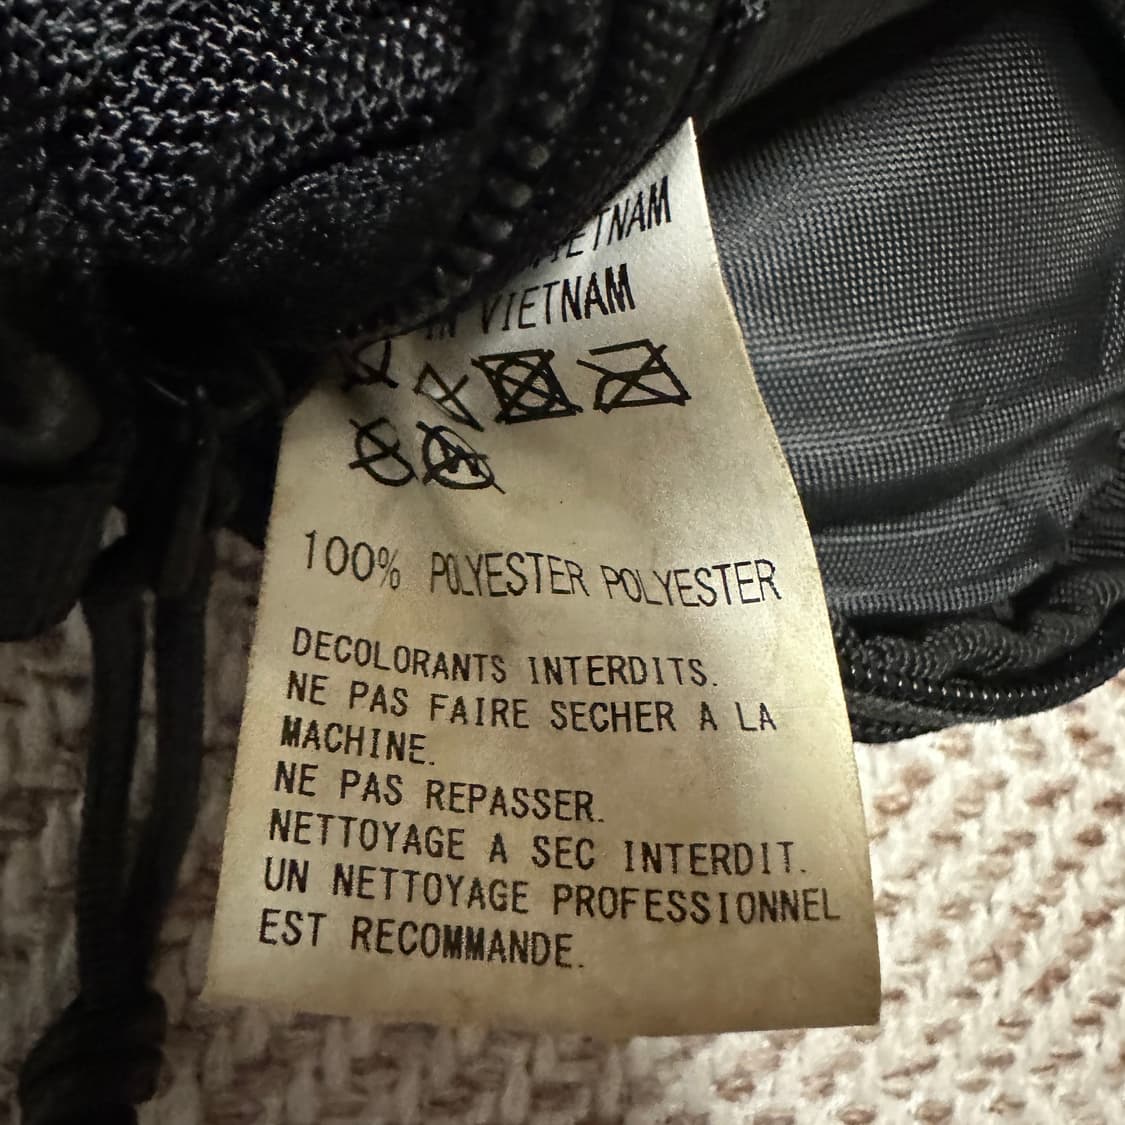 VIETNAM
IN VIETNAM
100% POLYESTER POLYESTER
DECOLORANTS INTERDITS.
NE PAS FAIRE SECHER A LA
MACHINE.
NE PAS REPASSER.
NETTOYAGE A SEC INTERDIT.
UN NETTOYAGE PROFESSIONNEL
EST RECOMMANDE.